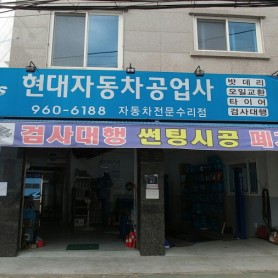 현대자동차공업사
960-6188 자동차전문수리점
밧데리
오일교환
타이어
검사대행
검사대행 썬팅시공 폐